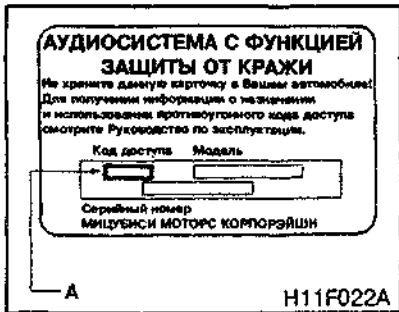 АУДИОСИСТЕМА С ФУНКЦИЕЙ
ЗАЩИТЫ ОТ КРАЖИ
Не храните данную карточку в Вашем автомобиле!
Для получения информации о назначении
и использовании противоугонного кода доступа
смотрите Руководство по эксплуатации.
Код доступа Модель
Серийный номер
МИЦУБИСИ МОТОРС КОРПОРЭЙШН
A
H11F022A